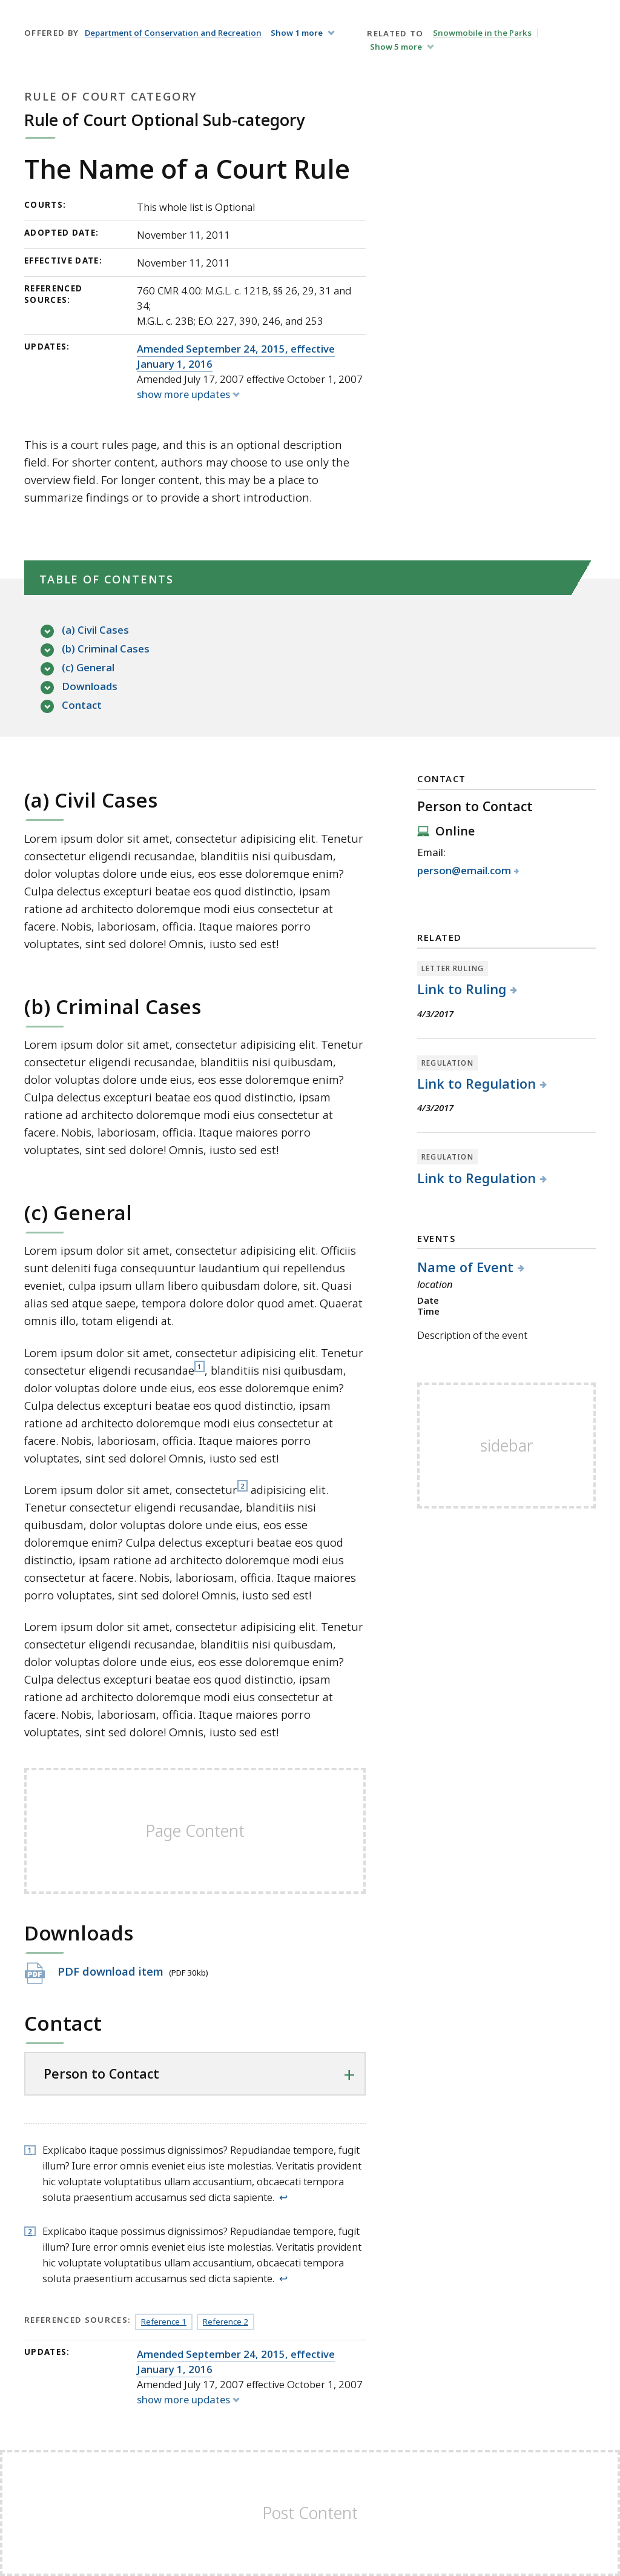 OFFERED BY Department of Conservation and Recreation Show 1 more
RELATED TO Snowmobile in the Parks
Show 5 more
RULE OF COURT CATEGORY
Rule of Court Optional Sub-category
The Name of a Court Rule
COURTS: This whole list is Optional
ADOPTED DATE: November 11, 2011
EFFECTIVE DATE: November 11, 2011
REFERENCED SOURCES: 760 CMR 4.00: M.G.L. c. 121B, §§ 26, 29, 31 and
34;
M.G.L. c. 23B; E.O. 227, 390, 246, and 253
UPDATES: Amended September 24, 2015, effective
January 1, 2016
Amended July 17, 2007 effective October 1, 2007
show more updates
This is a court rules page, and this is an optional description
field. For shorter content, authors may choose to use only the
overview field. For longer content, this may be a place to
summarize findings or to provide a short introduction.
TABLE OF CONTENTS
(a) Civil Cases
(b) Criminal Cases
(c) General
Downloads
Contact
(a) Civil Cases
Lorem ipsum dolor sit amet, consectetur adipisicing elit. Tenetur
consectetur eligendi recusandae, blanditiis nisi quibusdam,
dolor voluptas dolore unde eius, eos esse doloremque enim?
Culpa delectus excepturi beatae eos quod distinctio, ipsam
ratione ad architecto doloremque modi eius consectetur at
facere. Nobis, laboriosam, officia. Itaque maiores porro
voluptates, sint sed dolore! Omnis, iusto sed est!
(b) Criminal Cases
Lorem ipsum dolor sit amet, consectetur adipisicing elit. Tenetur
consectetur eligendi recusandae, blanditiis nisi quibusdam,
dolor voluptas dolore unde eius, eos esse doloremque enim?
Culpa delectus excepturi beatae eos quod distinctio, ipsam
ratione ad architecto doloremque modi eius consectetur at
facere. Nobis, laboriosam, officia. Itaque maiores porro
voluptates, sint sed dolore! Omnis, iusto sed est!
(c) General
Lorem ipsum dolor sit amet, consectetur adipisicing elit. Officiis
sunt deleniti fuga consequuntur laudantium qui repellendus
eveniet, culpa ipsum ullam libero quibusdam dolore, sit. Quasi
alias sed atque saepe, tempora dolore dolor quod amet. Quaerat
omnis illo, totam eligendi at.
Lorem ipsum dolor sit amet, consectetur adipisicing elit. Tenetur
consectetur eligendi recusandae1, blanditiis nisi quibusdam,
dolor voluptas dolore unde eius, eos esse doloremque enim?
Culpa delectus excepturi beatae eos quod distinctio, ipsam
ratione ad architecto doloremque modi eius consectetur at
facere. Nobis, laboriosam, officia. Itaque maiores porro
voluptates, sint sed dolore! Omnis, iusto sed est!
Lorem ipsum dolor sit amet, consectetur2 adipisicing elit.
Tenetur consectetur eligendi recusandae, blanditiis nisi
quibusdam, dolor voluptas dolore unde eius, eos esse
doloremque enim? Culpa delectus excepturi beatae eos quod
distinctio, ipsam ratione ad architecto doloremque modi eius
consectetur at facere. Nobis, laboriosam, officia. Itaque maiores
porro voluptates, sint sed dolore! Omnis, iusto sed est!
Lorem ipsum dolor sit amet, consectetur adipisicing elit. Tenetur
consectetur eligendi recusandae, blanditiis nisi quibusdam,
dolor voluptas dolore unde eius, eos esse doloremque enim?
Culpa delectus excepturi beatae eos quod distinctio, ipsam
ratione ad architecto doloremque modi eius consectetur at
facere. Nobis, laboriosam, officia. Itaque maiores porro
voluptates, sint sed dolore! Omnis, iusto sed est!
Page Content
Downloads
PDF PDF download item (PDF 30kb)
Contact
Person to Contact +
1 Explicabo itaque possimus dignissimos? Repudiandae tempore, fugit
illum? Iure error omnis eveniet eius iste molestias. Veritatis provident
hic voluptate voluptatibus ullam accusantium, obcaecati tempora
soluta praesentium accusamus sed dicta sapiente. ↩
2 Explicabo itaque possimus dignissimos? Repudiandae tempore, fugit
illum? Iure error omnis eveniet eius iste molestias. Veritatis provident
hic voluptate voluptatibus ullam accusantium, obcaecati tempora
soluta praesentium accusamus sed dicta sapiente. ↩
REFERENCED SOURCES: Reference 1 Reference 2
UPDATES: Amended September 24, 2015, effective
January 1, 2016
Amended July 17, 2007 effective October 1, 2007
show more updates
CONTACT
Person to Contact
Online
Email:
person@email.com
RELATED
LETTER RULING
Link to Ruling
4/3/2017
REGULATION
Link to Regulation
4/3/2017
REGULATION
Link to Regulation
EVENTS
Name of Event
location
Date
Time
Description of the event
sidebar
Post Content